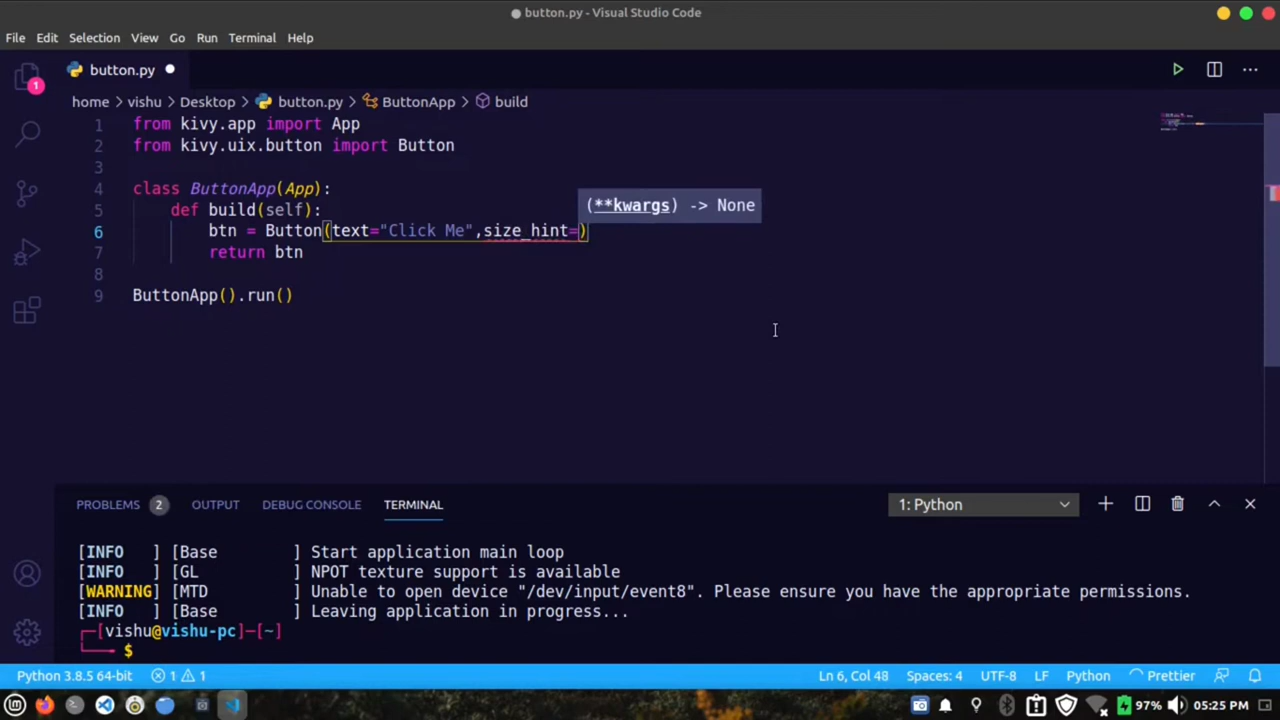 button.py - Visual Studio Code
File Edit Selection View Go Run Terminal Help
button.py
1
home > vishu > Desktop > button.py > ButtonApp > build
1 from kivy.app import App
2 from kivy.uix.button import Button
3
4 class ButtonApp(App):
(**kwargs) -> None
5 def build(self):
6 btn = Button(text="Click Me",size_hint=)
7 return btn
8
9 ButtonApp().run()
PROBLEMS 2 OUTPUT DEBUG CONSOLE TERMINAL 1: Python
[INFO   ] [Base        ] Start application main loop
[INFO   ] [GL          ] NPOT texture support is available
[WARNING] [MTD         ] Unable to open device "/dev/input/event8". Please ensure you have the appropriate permissions.
[INFO   ] [Base        ] Leaving application in progress...
[vishu@vishu-pc]─[~]
$
Python 3.8.5 64-bit 1 1 Ln 6, Col 48 Spaces: 4 UTF-8 LF Python Prettier
97% 05:25 PM